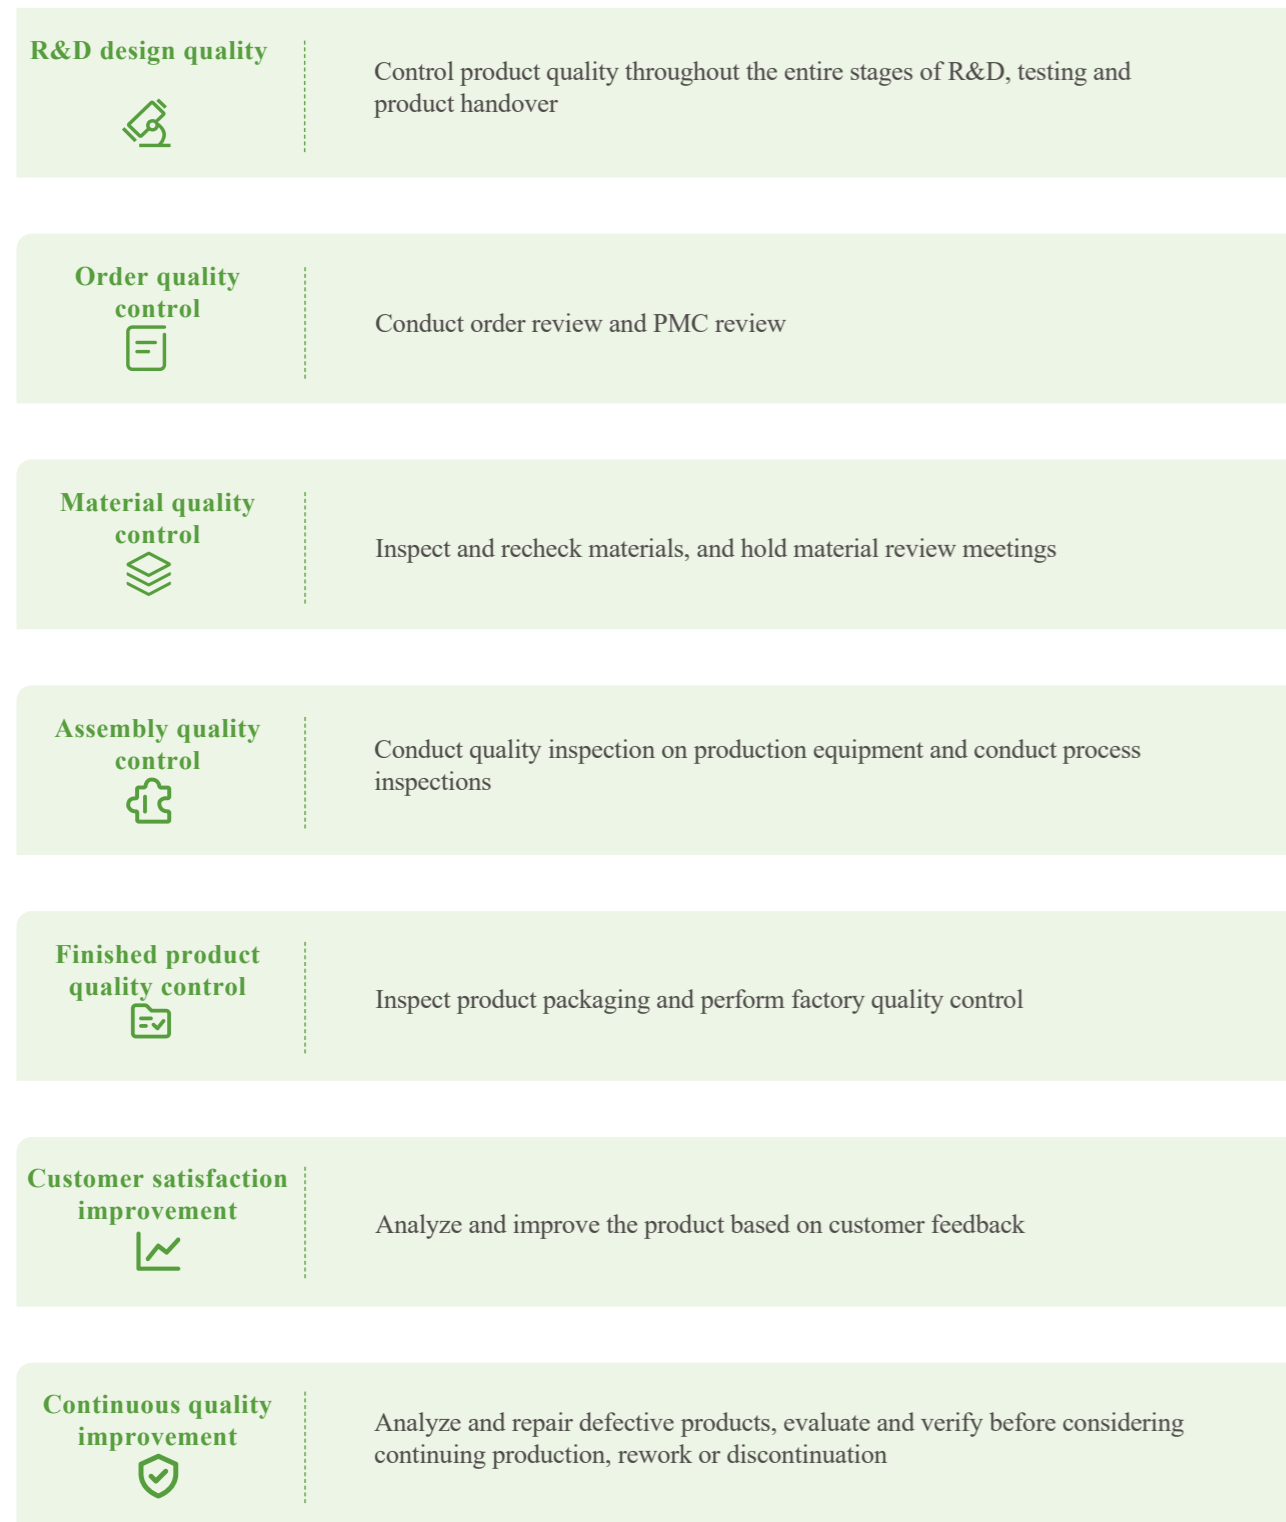 R&D design quality
Control product quality throughout the entire stages of R&D, testing and
product handover
Order quality
control
Conduct order review and PMC review
Material quality
control
Inspect and recheck materials, and hold material review meetings
Assembly quality
control
Conduct quality inspection on production equipment and conduct process
inspections
Finished product
quality control
Inspect product packaging and perform factory quality control
Customer satisfaction
improvement
Analyze and improve the product based on customer feedback
Continuous quality
improvement
Analyze and repair defective products, evaluate and verify before considering
continuing production, rework or discontinuation